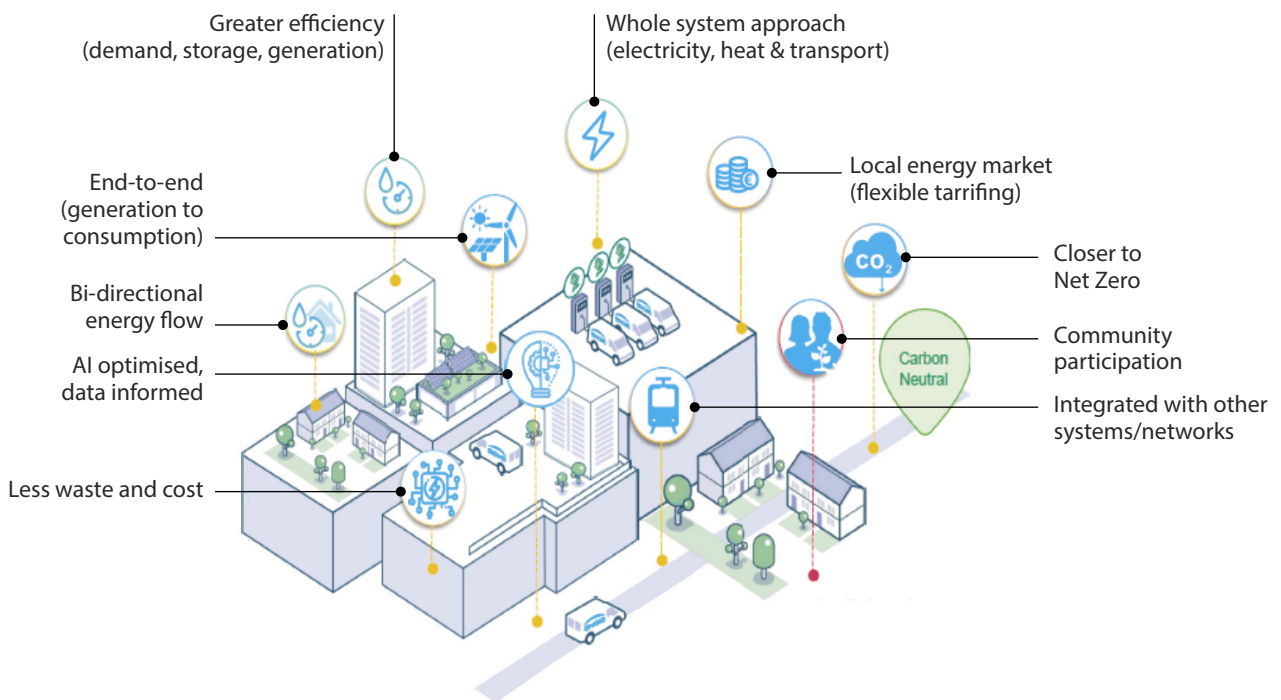 Greater efficiency
(demand, storage, generation)
Whole system approach
(electricity, heat & transport)
End-to-end
(generation to
consumption)
Local energy market
(flexible tarrifing)
CO2
Closer to
Net Zero
Bi-directional
energy flow
Community
participation
Carbon
Neutral
AI optimised,
data informed
Integrated with other
systems/networks
Less waste and cost